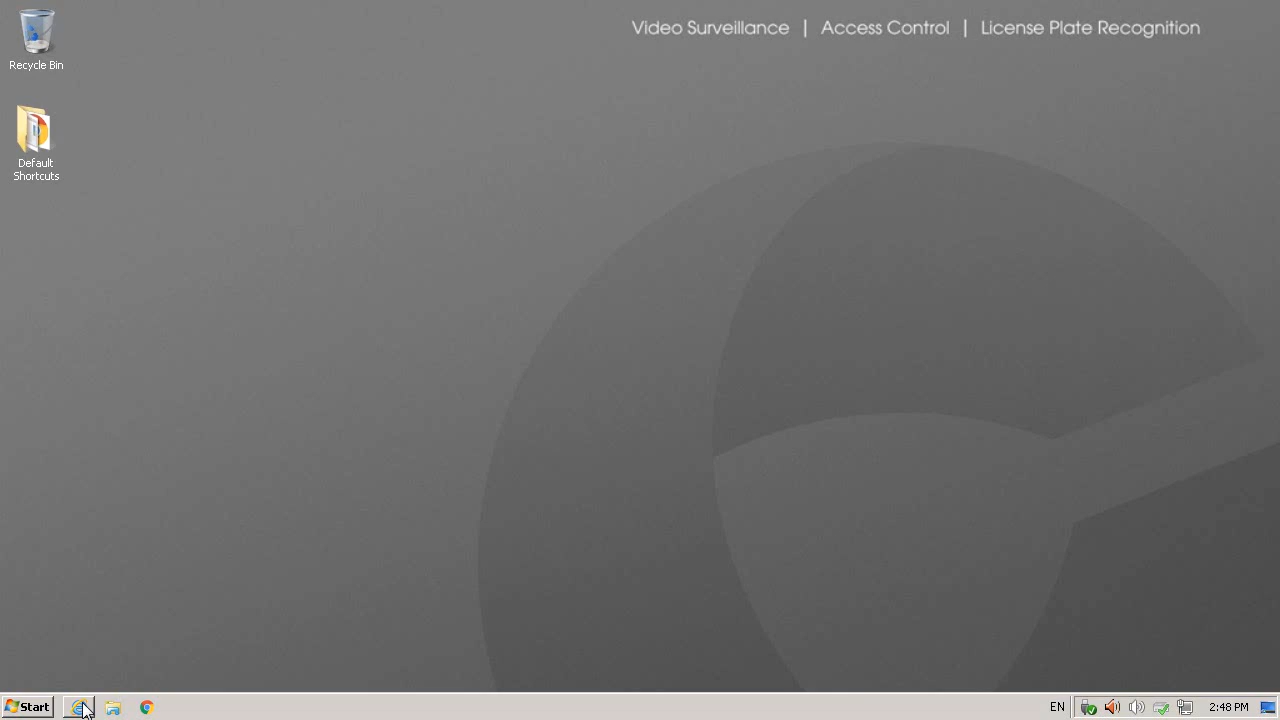 Video Surveillance | Access Control | License Plate Recognition
Recycle Bin
Default
Shortcuts
Start
EN
2:48 PM